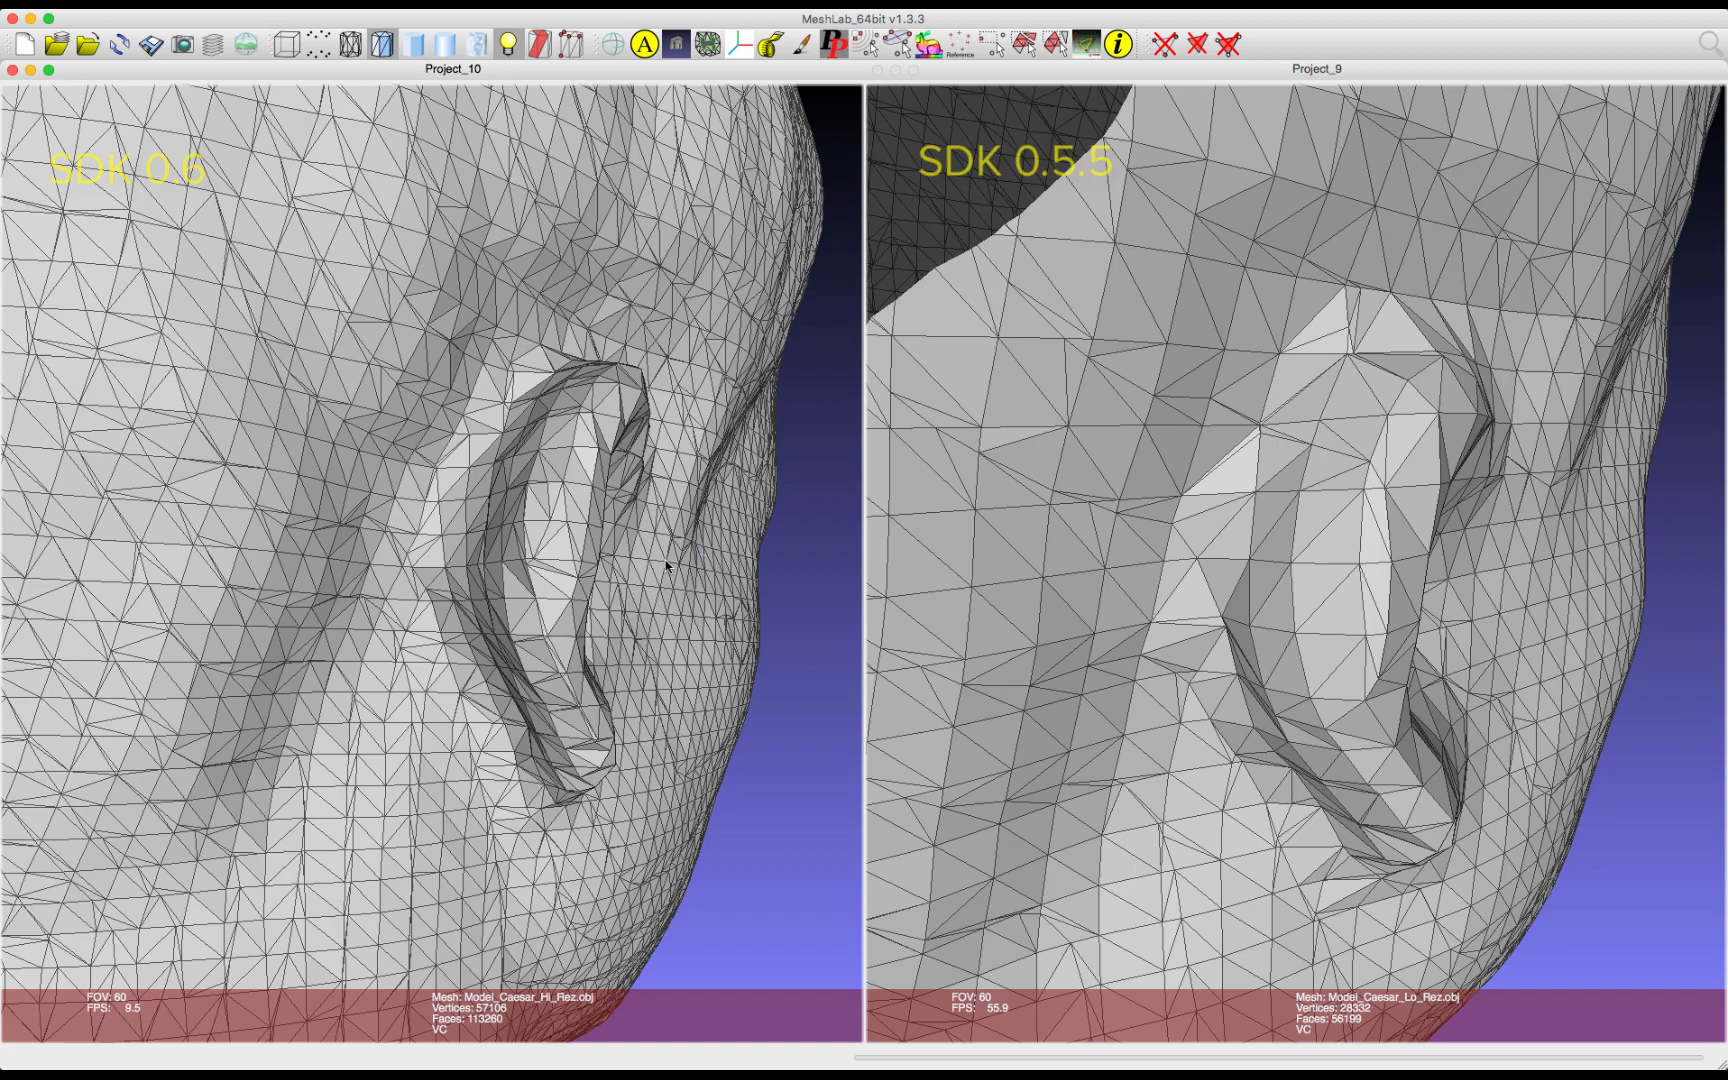 MeshLab_64bit v1.3.3
A
Reference
i
Project_10
Project_9
SDK 0.6
SDK 0.5.5
FOV: 60
FPS: 9.5
Mesh: Model_Caesar_Hi_Rez.obj
Vertices: 57106
Faces: 113260
VC
FOV: 60
FPS: 55.9
Mesh: Model_Caesar_Lo_Rez.obj
Vertices: 28332
Faces: 56199
VC